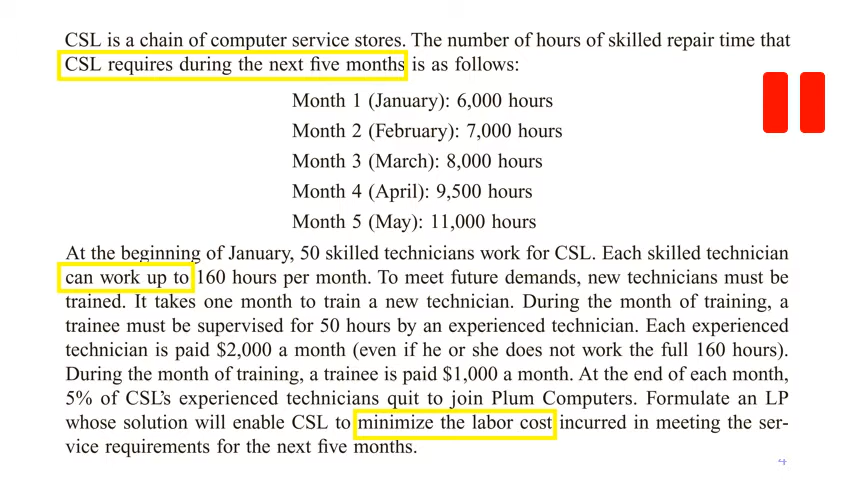 CSL is a chain of computer service stores. The number of hours of skilled repair time that
CSL requires during the next five months is as follows:
Month 1 (January): 6,000 hours
Month 2 (February): 7,000 hours
Month 3 (March): 8,000 hours
Month 4 (April): 9,500 hours
Month 5 (May): 11,000 hours
At the beginning of January, 50 skilled technicians work for CSL. Each skilled technician
can work up to 160 hours per month. To meet future demands, new technicians must be
trained. It takes one month to train a new technician. During the month of training, a
trainee must be supervised for 50 hours by an experienced technician. Each experienced
technician is paid $2,000 a month (even if he or she does not work the full 160 hours).
During the month of training, a trainee is paid $1,000 a month. At the end of each month,
5% of CSL’s experienced technicians quit to join Plum Computers. Formulate an LP
whose solution will enable CSL to minimize the labor cost incurred in meeting the ser-
vice requirements for the next five months.